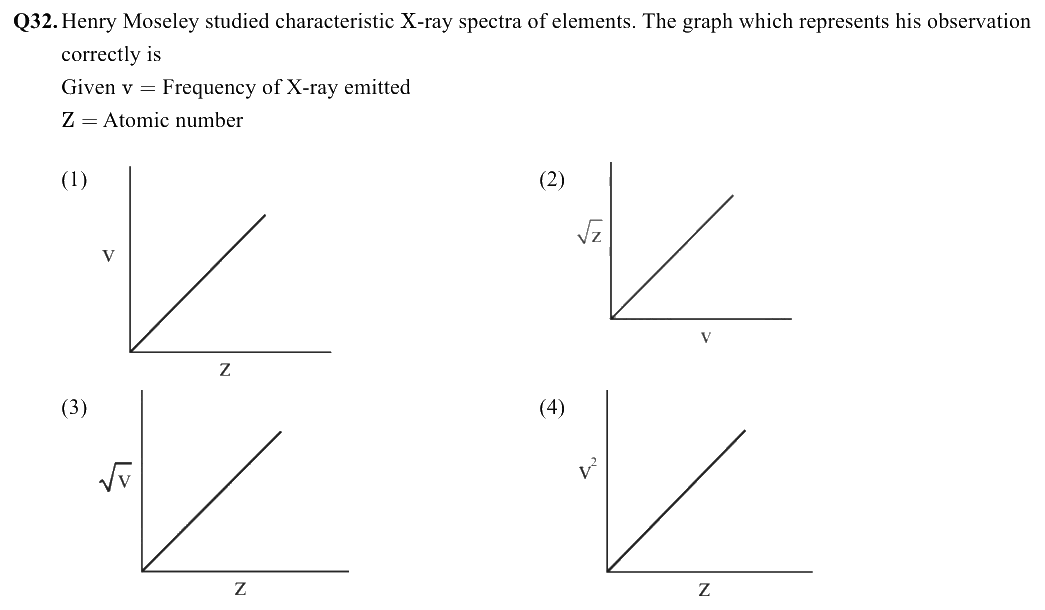 Q32. Henry Moseley studied characteristic X-ray spectra of elements. The graph which represents his observation
correctly is
Given v = Frequency of X-ray emitted
Z = Atomic number
(1)
v
Z
(2)
√z
v
(3)
√v
Z
(4)
v²
Z